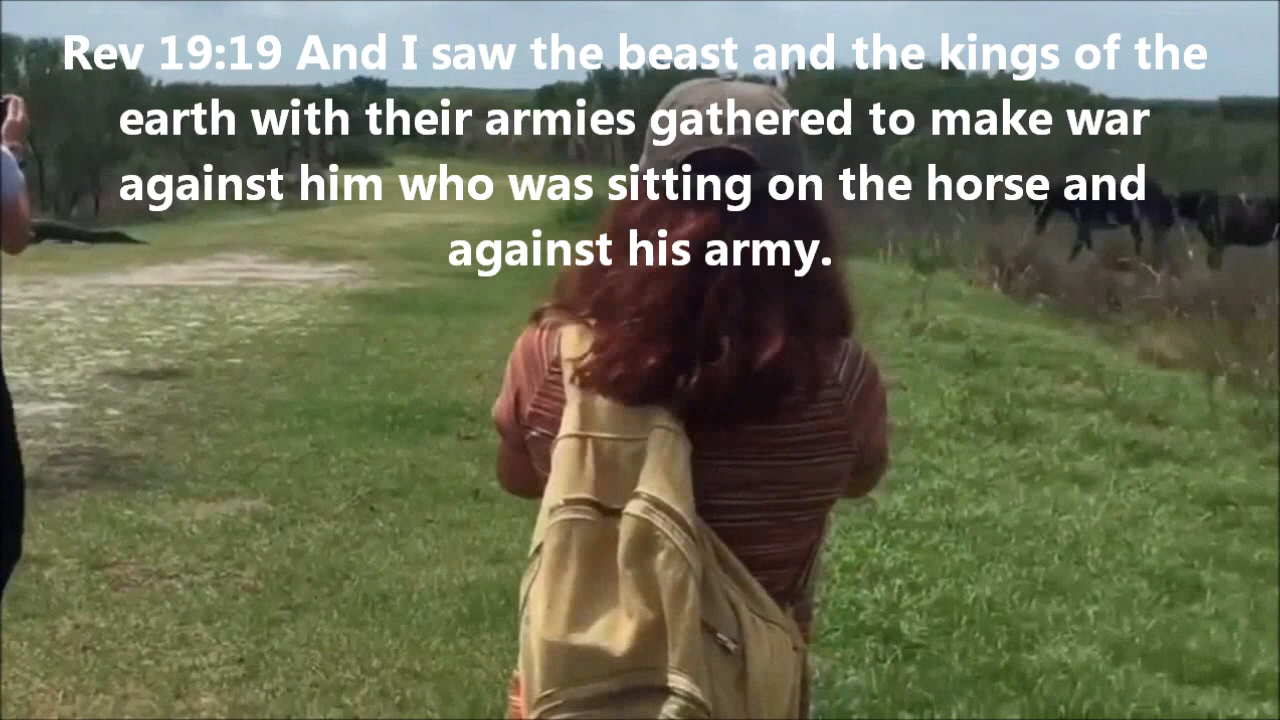 Rev 19:19 And I saw the beast and the kings of the
earth with their armies gathered to make war
against him who was sitting on the horse and
against his army.